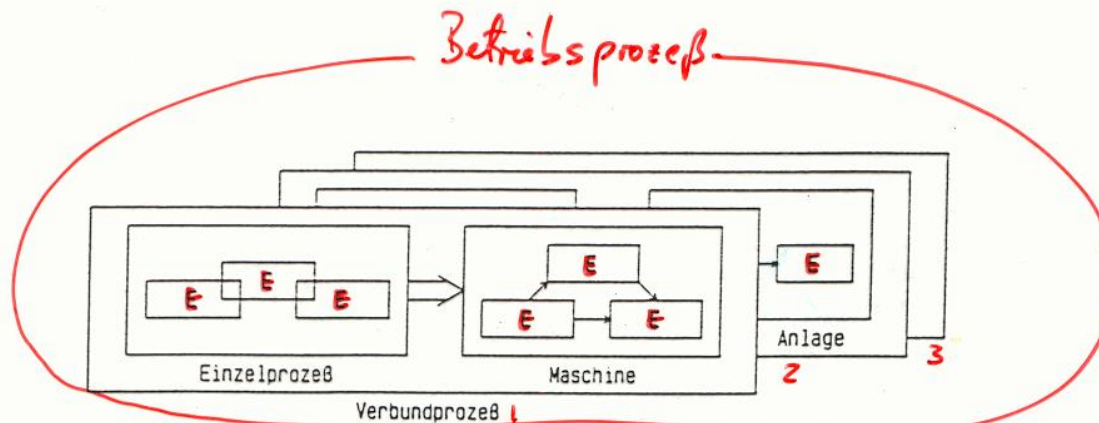 Betriebsprozeß
E
E E E
E E E
Anlage
3
Einzelprozeß Maschine 2
Verbundprozeß 1